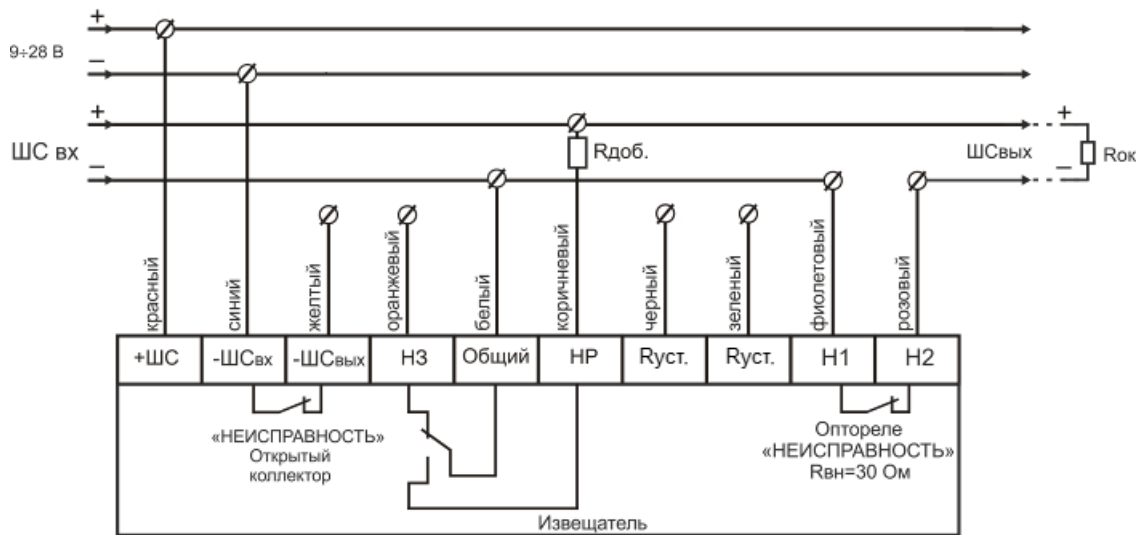 +
9÷28 В
–
+
ШС вх
–
Rдоб.
ШСвых
+
–
Rок
красный
синий
желтый
оранжевый
белый
коричневый
черный
зеленый
фиолетовый
розовый
+ШС
-ШСвх
-ШСвых
НЗ
Общий
НР
Rуст.
Rуст.
Н1
Н2
«НЕИСПРАВНОСТЬ»
Открытый
коллектор
Оптореле
«НЕИСПРАВНОСТЬ»
Rвн=30 Ом
Извещатель